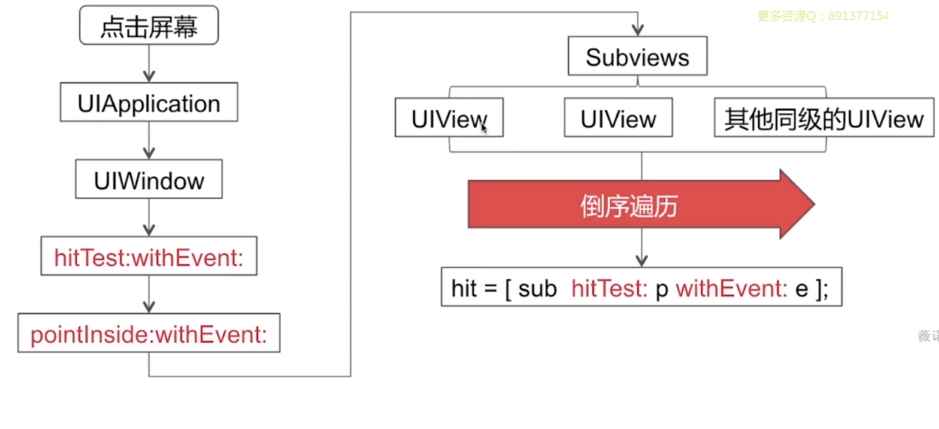 更多资源Q：891377154
点击屏幕
UIApplication
UIWindow
hitTest:withEvent:
pointInside:withEvent:
Subviews
UIView
UIView
其他同级的UIView
倒序遍历
hit = [ sub hitTest: p withEvent: e ];